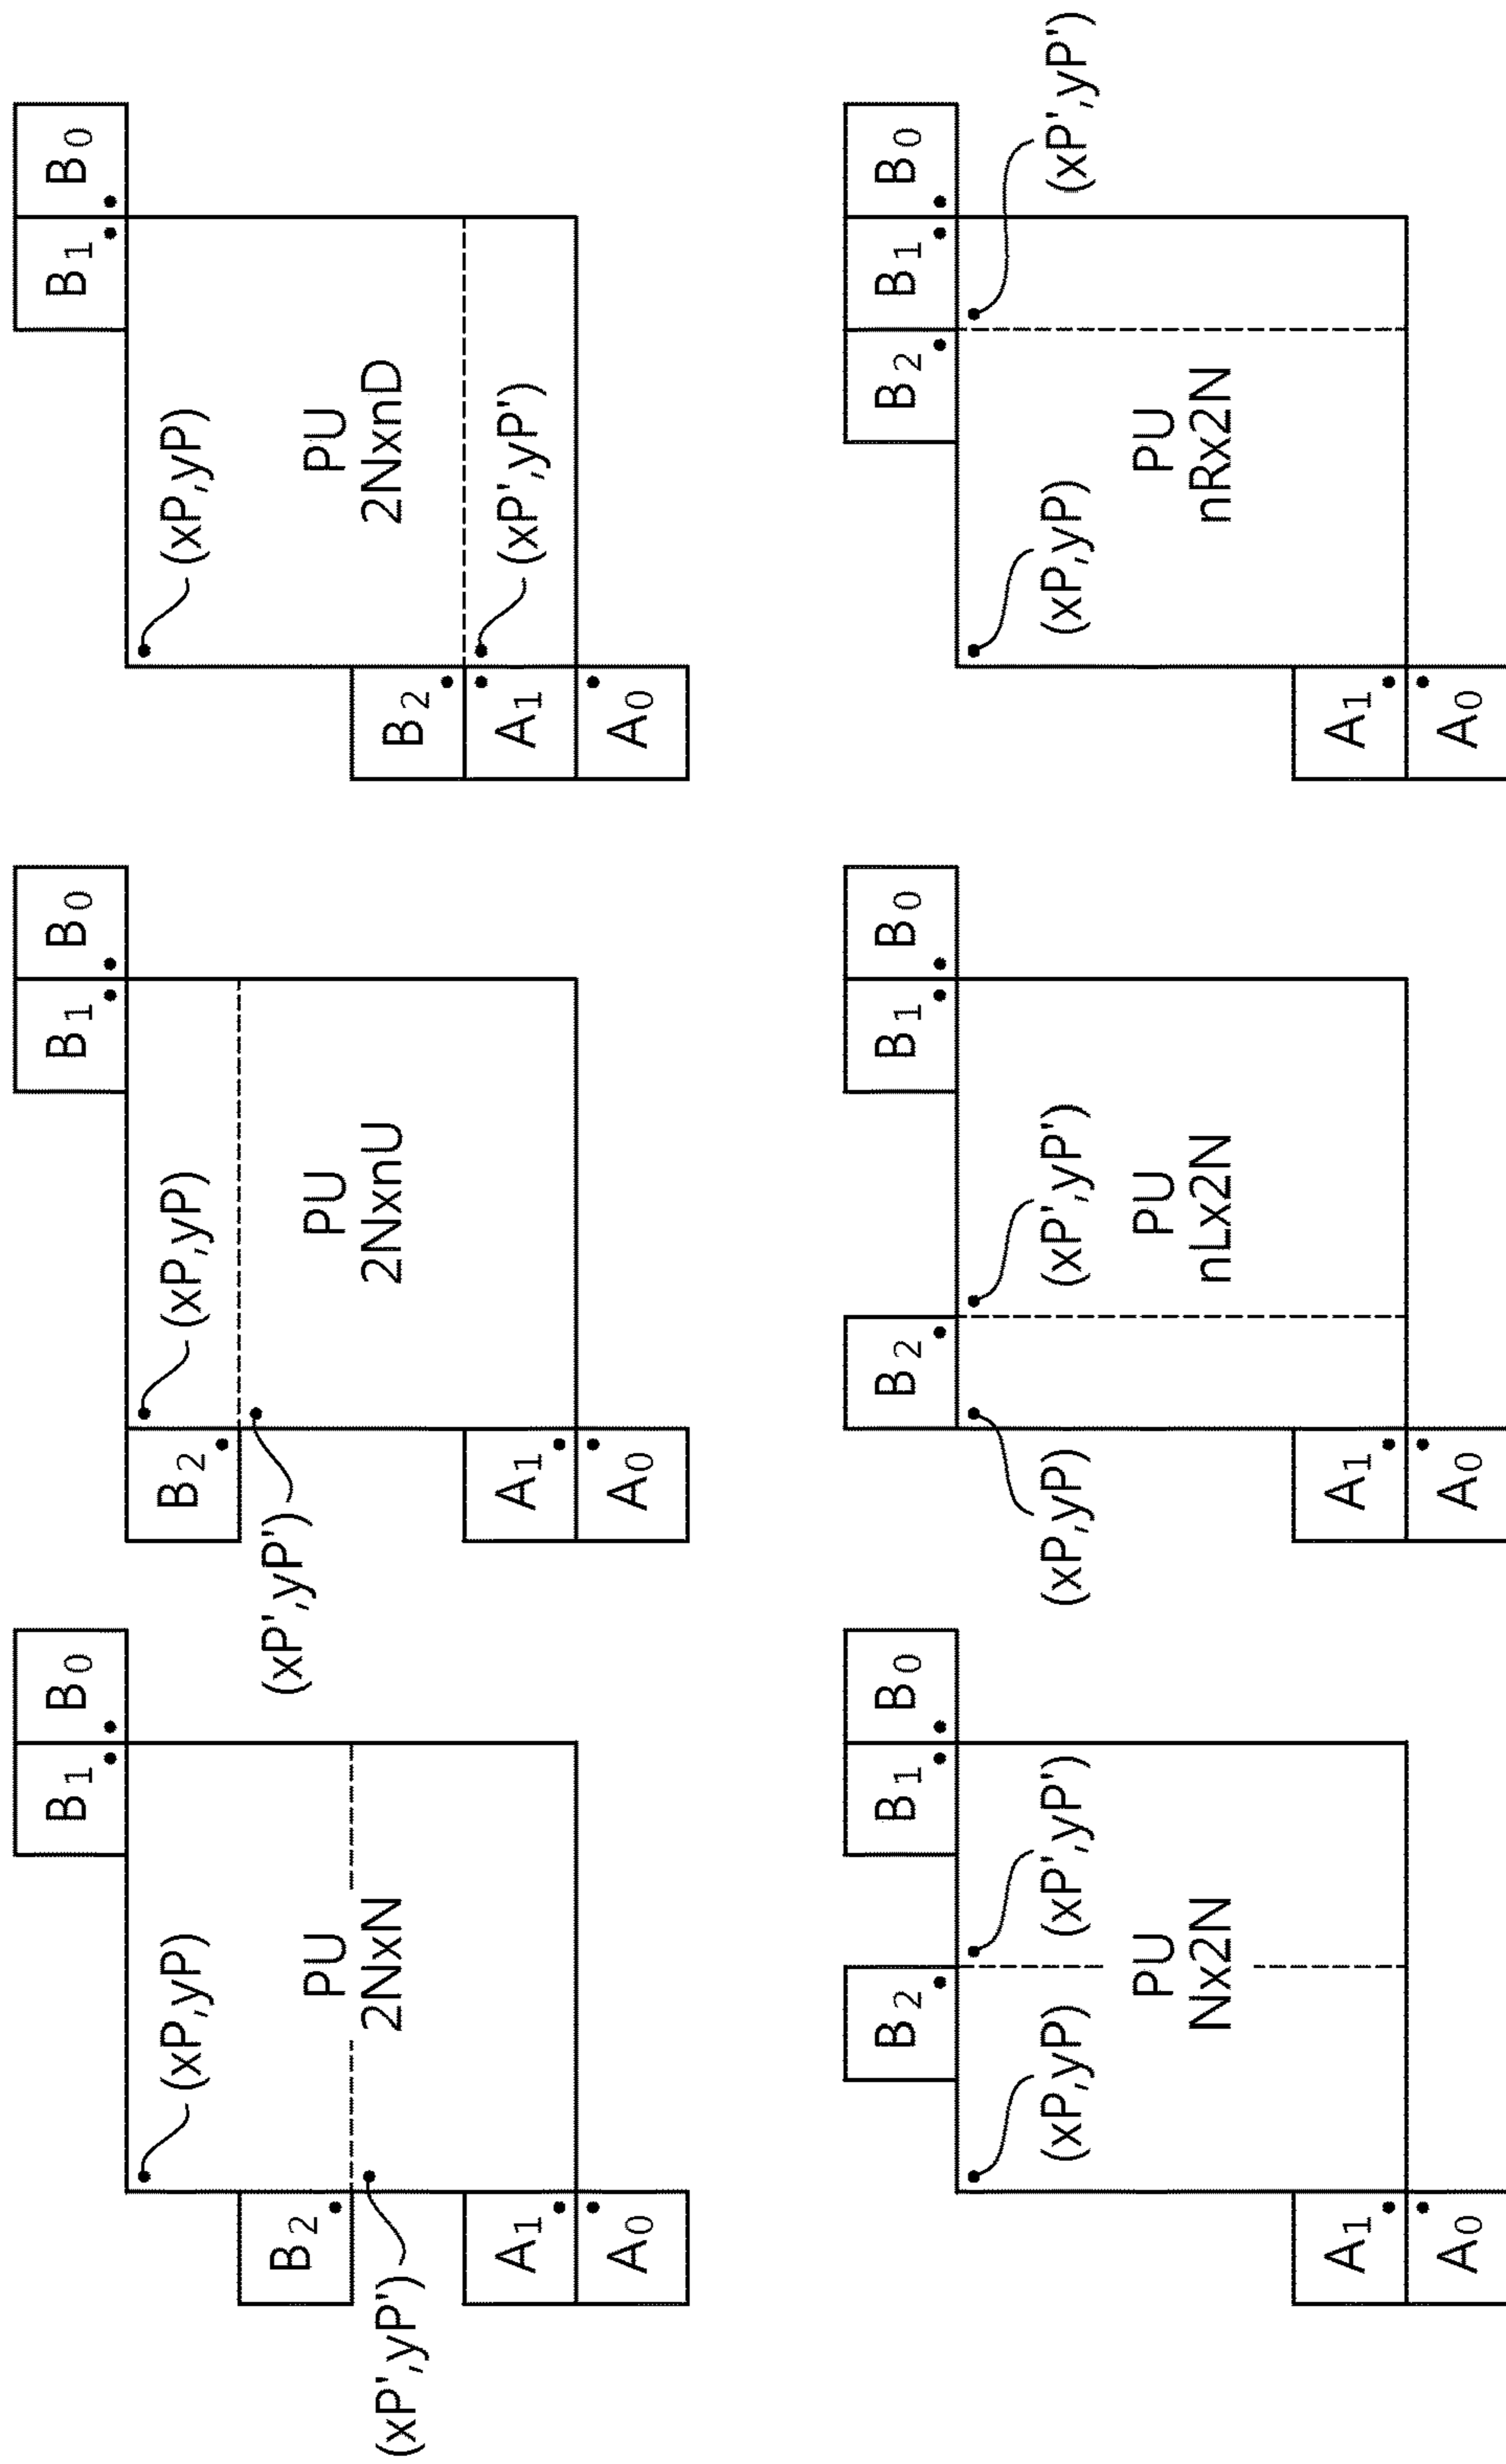 B1 B0
(xP,yP)
B2
PU
2NxN
(xP',yP')
A1
A0
B1 B0
(xP,yP)
B2
(xP',yP')
PU
2NxnU
A1
A0
B1 B0
(xP,yP)
PU
2NxnD
B2
A1
(xP',yP')
A0
B2 B1 B0
(xP,yP) (xP',yP')
PU
Nx2N
A1
A0
B2 B1 B0
(xP,yP) (xP',yP')
PU
nLx2N
A1
A0
B2 B1 B0
(xP,yP) (xP',yP')
PU
nRx2N
A1
A0